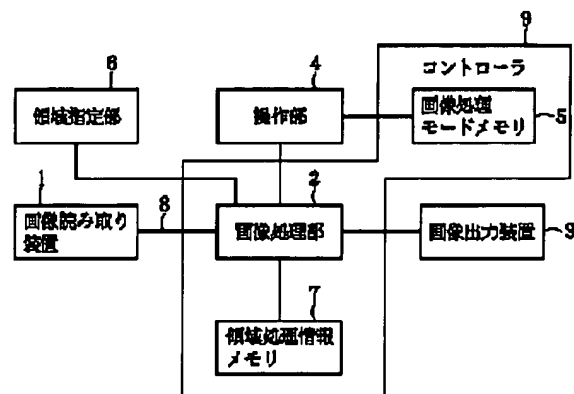 9
コントローラ
6
領域指定部
4
操作部
画像処理
モードメモリ
5
1
画像読み取り
装置
8
2
画像処理部
画像出力装置
3
7
領域処理情報
メモリ